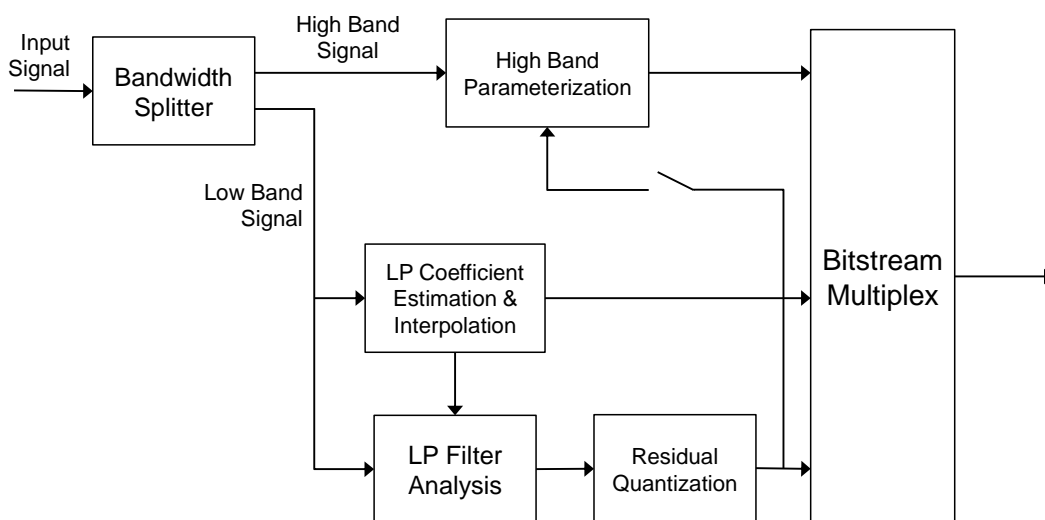 Input
Signal
Bandwidth
Splitter
High Band
Signal
High Band
Parameterization
Low Band
Signal
LP Coefficient
Estimation &
Interpolation
Bitstream
Multiplex
LP Filter
Analysis
Residual
Quantization